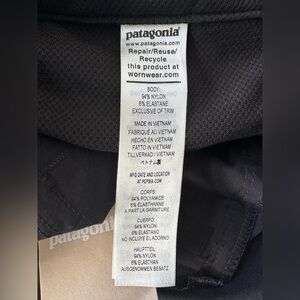 patagonia®
www.patagonia.com
Repair/Reuse/
Recycle
this product at
wornwear.com
BODY:
94% NYLON
6% ELASTANE
EXCLUSIVE OF TRIM
MADE IN VIETNAM
FABRIQUÉ AU VIETNAM
HECHO EN VIETNAM
FATTO IN VIETNAM
TILLVERKAD / VIETNAM
ベトナム製
MFG. DATE AND LOCATION
AT POPBIA.COM
CORPS:
94% POLYAMIDE
6% ELASTHANNE
A PART LA GARNITURE
CUERPO:
94% NYLON
6% ELASTANO
NO INCLUYE EL ADORNO
HAUPTTEIL:
94% NYLON
6% ELASTHAN
AUSGENOMMEN BESATZ
patagonia